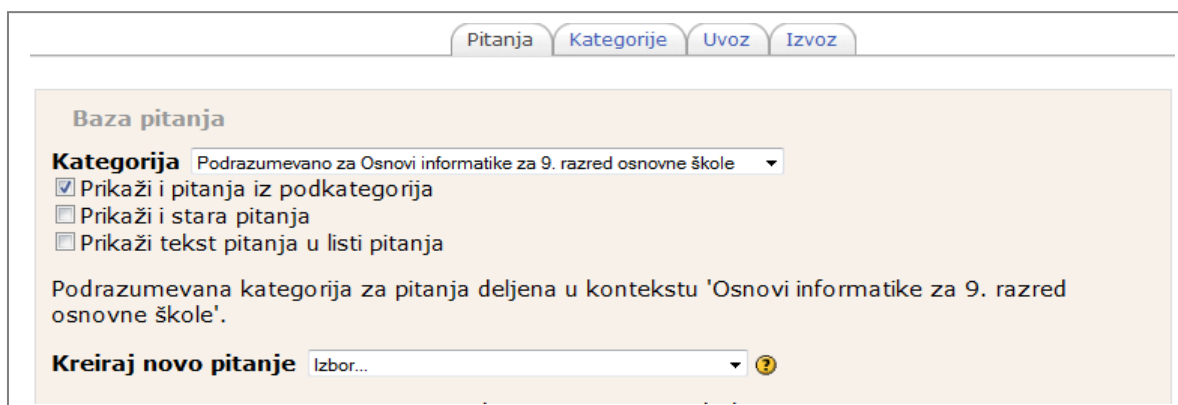 Pitanja Kategorije Uvoz Izvoz
Baza pitanja
Kategorija Podrazumevano za Osnovi informatike za 9. razred osnovne škole
Prikaži i pitanja iz podkategorija
Prikaži i stara pitanja
Prikaži tekst pitanja u listi pitanja
Podrazumevana kategorija za pitanja deljena u kontekstu 'Osnovi informatike za 9. razred
osnovne škole'.
Kreiraj novo pitanje Izbor... ?